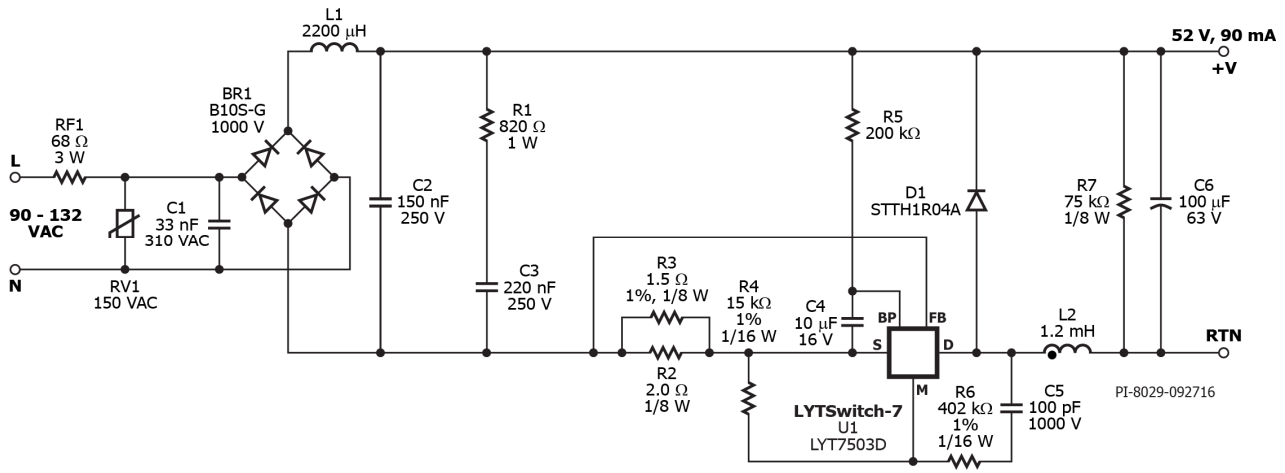 L1
2200 µH
52 V, 90 mA
+V
BR1
B10S-G
1000 V
RF1
68 Ω
3 W
L
R1
820 Ω
1 W
R5
200 kΩ
D1
STTH1R04A
R7
75 kΩ
1/8 W
C6
100 µF
63 V
C2
150 nF
250 V
C1
33 nF
310 VAC
90 - 132
VAC
N
RV1
150 VAC
C3
220 nF
250 V
R3
1.5 Ω
1%, 1/8 W
R4
15 kΩ
1%
1/16 W
C4
10 µF
16 V
BP
FB
S
D
M
L2
1.2 mH
RTN
R2
2.0 Ω
1/8 W
LYTSwitch-7
U1
LYT7503D
R6
402 kΩ
1%
1/16 W
C5
100 pF
1000 V
PI-8029-092716